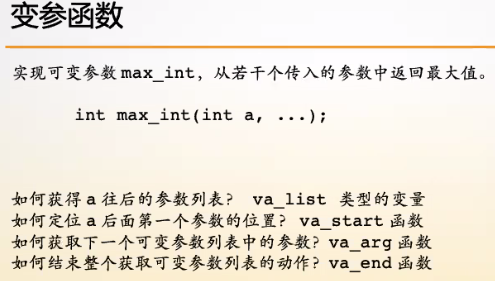 变参函数
实现可变参数 max_int，从若干个传入的参数中返回最大值。
int max_int(int a, ...);
如何获得 a 往后的参数列表？ va_list 类型的变量
如何定位 a 后面第一个参数的位置？ va_start 函数
如何获取下一个可变参数列表中的参数？va_arg 函数
如何结束整个获取可变参数列表的动作？va_end 函数